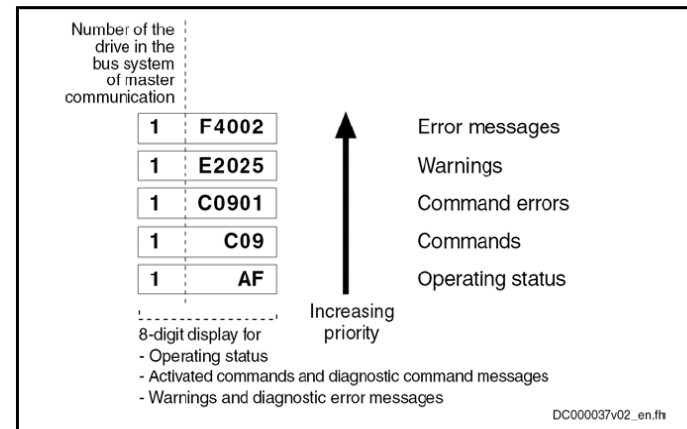 Number of the
drive in the
bus system
of master
communication
1 F4002 Error messages
1 E2025 Warnings
1 C0901 Command errors
1 C09 Commands
1 AF Operating status
Increasing
priority
8-digit display for
- Operating status
- Activated commands and diagnostic command messages
- Warnings and diagnostic error messages
DC000037v02_en.fh